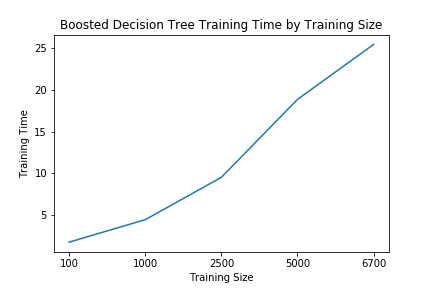 Boosted Decision Tree Training Time by Training Size
25
20
15
10
5
Training Time
100 1000 2500 5000 6700
Training Size